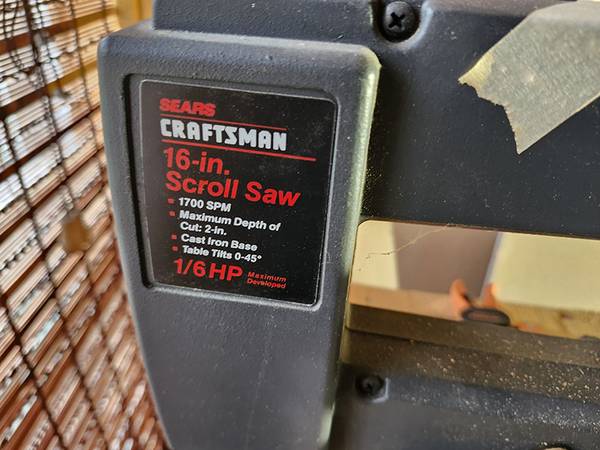 SEARS
CRAFTSMAN
16-in.
Scroll Saw
• 1700 SPM
• Maximum Depth of
Cut: 2-in.
• Cast Iron Base
• Table Tilts 0-45°
1/6 HP Maximum
Developed